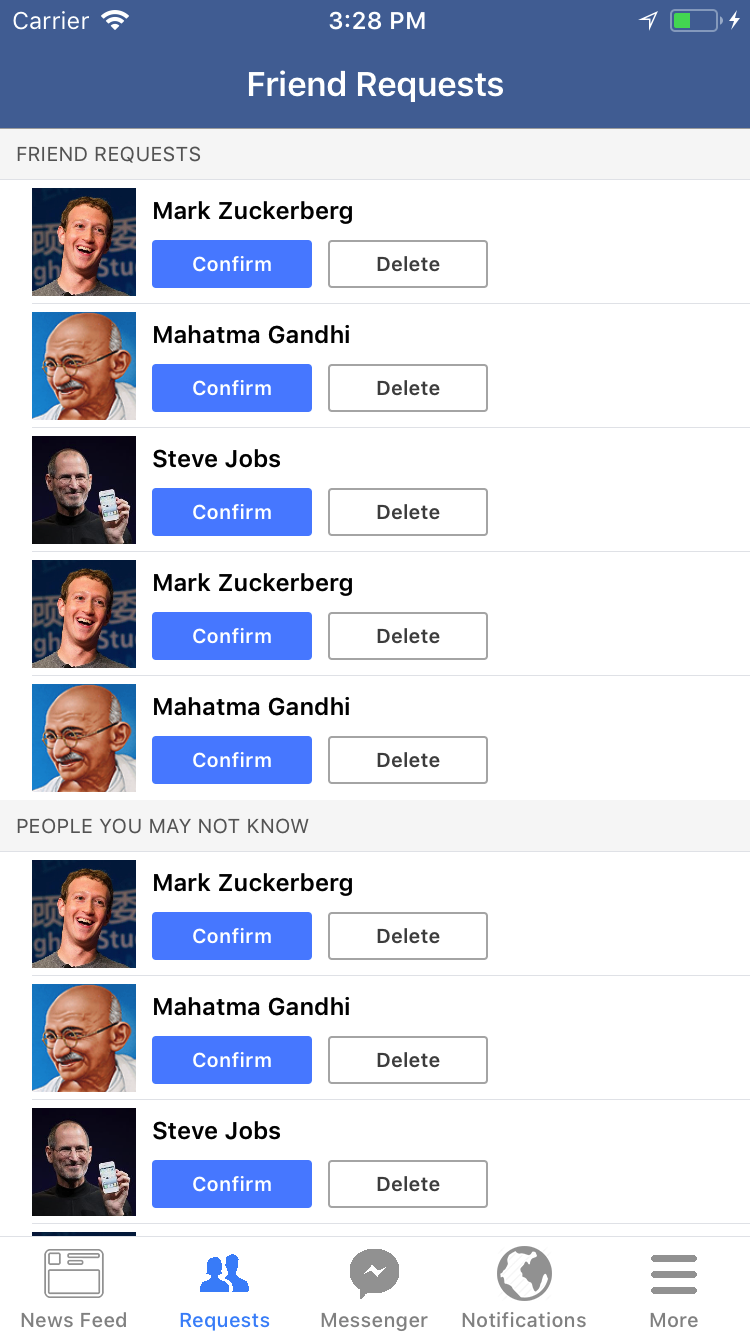 Carrier 3:28 PM
Friend Requests
FRIEND REQUESTS
Mark Zuckerberg
Confirm Delete
Mahatma Gandhi
Confirm Delete
Steve Jobs
Confirm Delete
Mark Zuckerberg
Confirm Delete
Mahatma Gandhi
Confirm Delete
PEOPLE YOU MAY NOT KNOW
Mark Zuckerberg
Confirm Delete
Mahatma Gandhi
Confirm Delete
Steve Jobs
Confirm Delete
News Feed Requests Messenger Notifications More